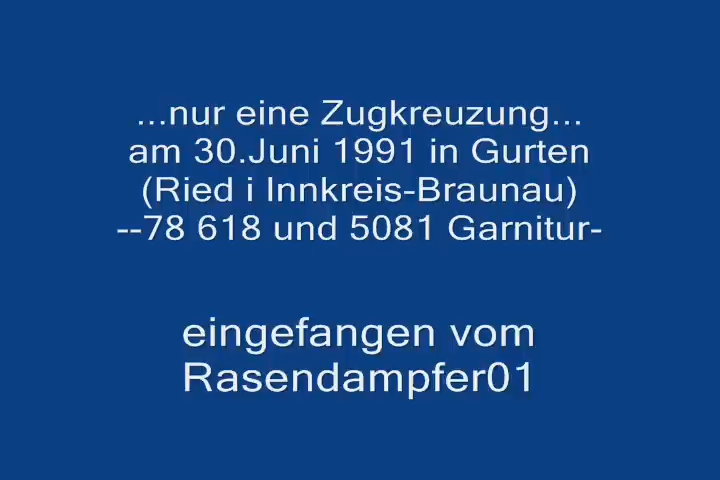 ...nur eine Zugkreuzung...
am 30.Juni 1991 in Gurten
(Ried i Innkreis-Braunau)
--78 618 und 5081 Garnitur-
eingefangen vom
Rasendampfer01